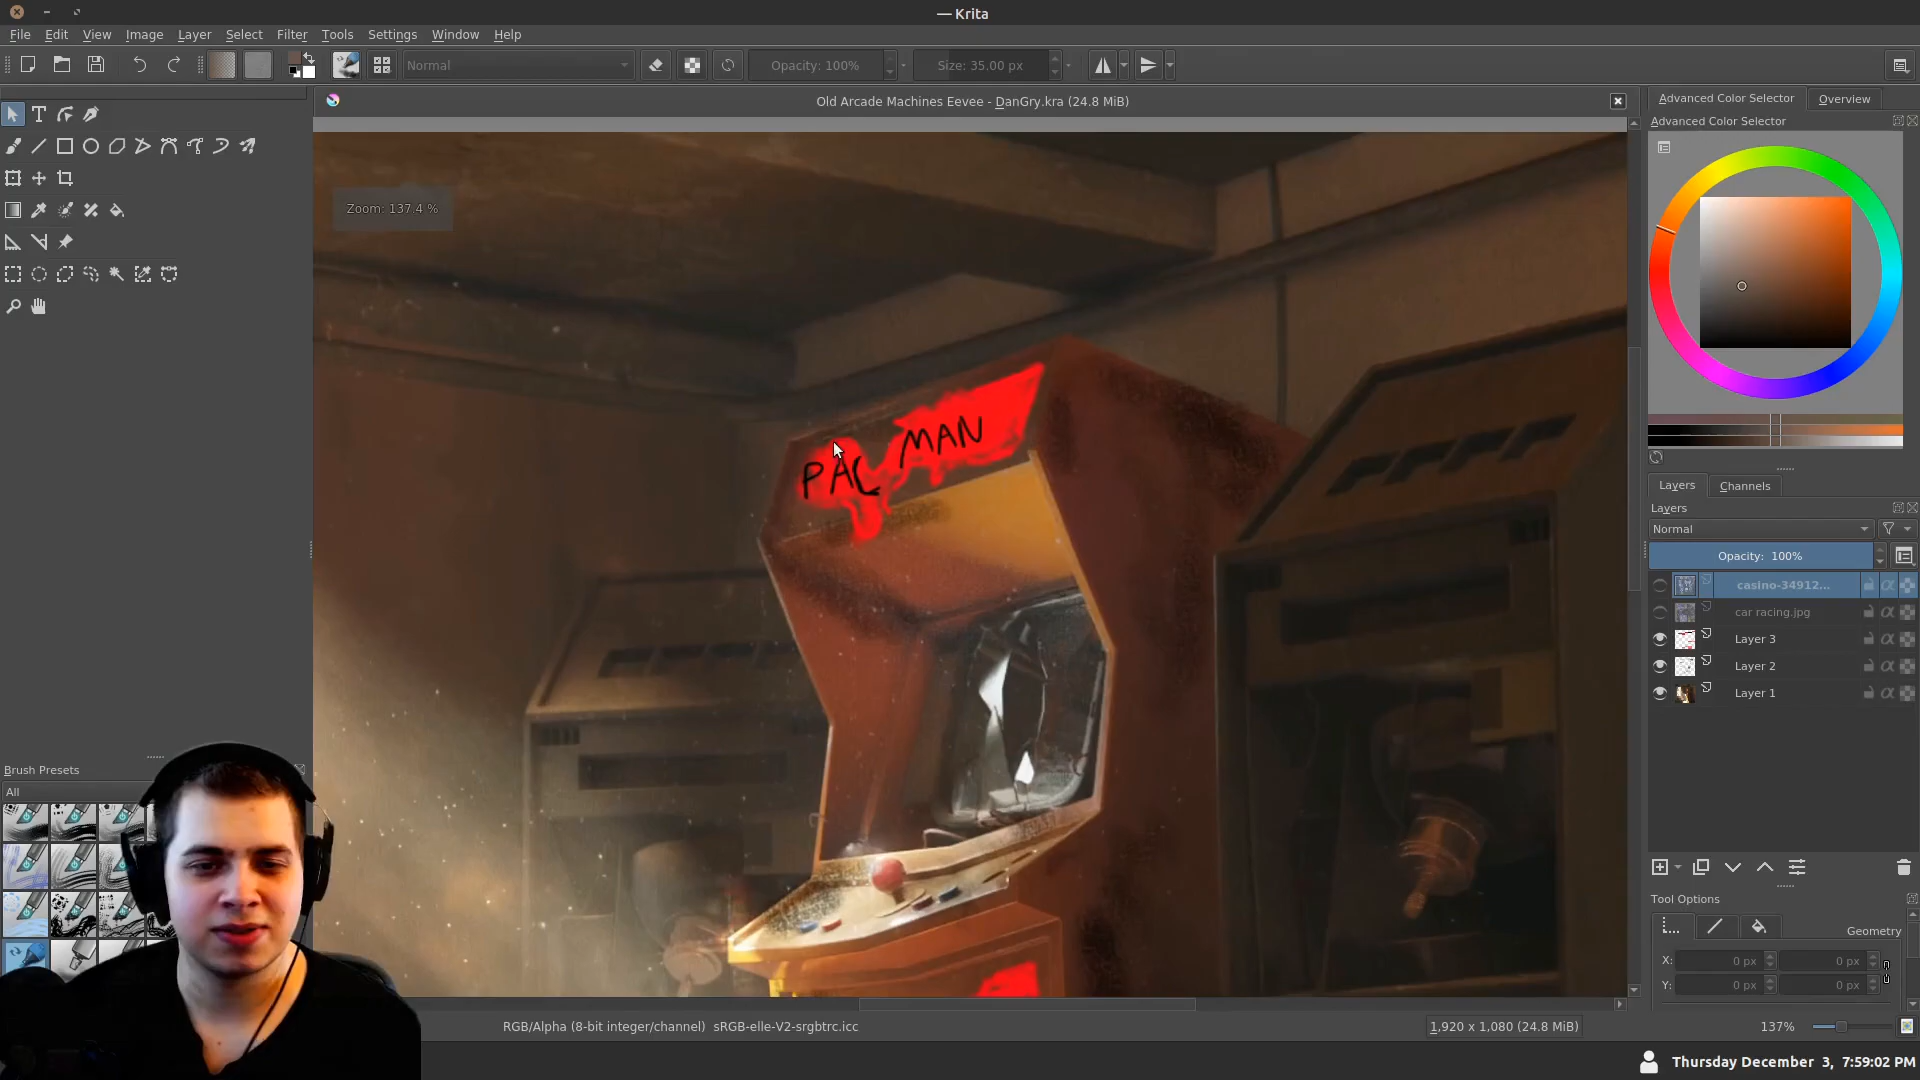 — Krita
File Edit View Image Layer Select Filter Tools Settings Window Help
Normal Opacity: 100% Size: 35.00 px
Old Arcade Machines Eevee - DanGry.kra (24.8 MiB)
Zoom: 137.4 %
PAC MAN
Advanced Color Selector Overview
Advanced Color Selector
Layers Channels
Layers
Normal
Opacity: 100%
casino-34912...
car racing.jpg
Layer 3
Layer 2
Layer 1
Tool Options
Geometry
X: 0 px 0 px
Y: 0 px 0 px
Brush Presets
All
RGB/Alpha (8-bit integer/channel) sRGB-elle-V2-srgbtrc.icc
1,920 x 1,080 (24.8 MiB)
137%
Thursday December 3, 7:59:02 PM